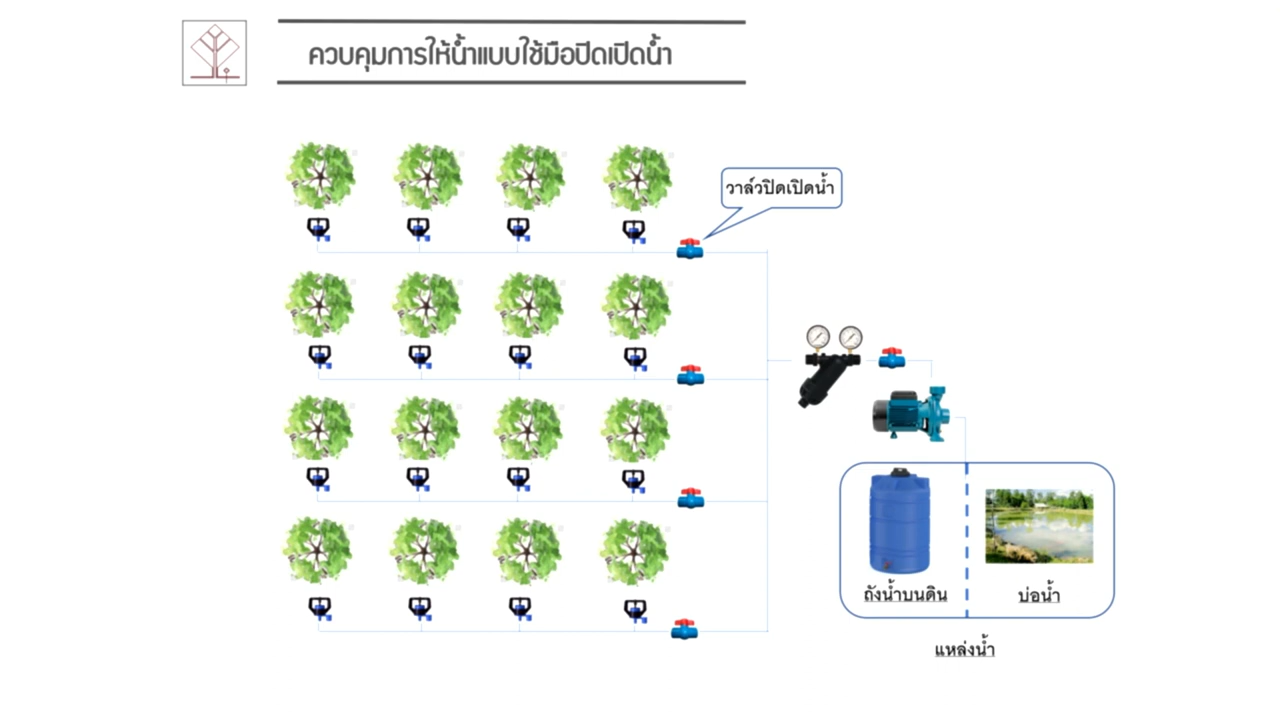 ควบคุมการให้น้ำแบบใช้มือปิดเปิดน้ำ
วาล์วปิดเปิดน้ำ
ถังน้ำบนดิน
บ่อน้ำ
แหล่งน้ำ